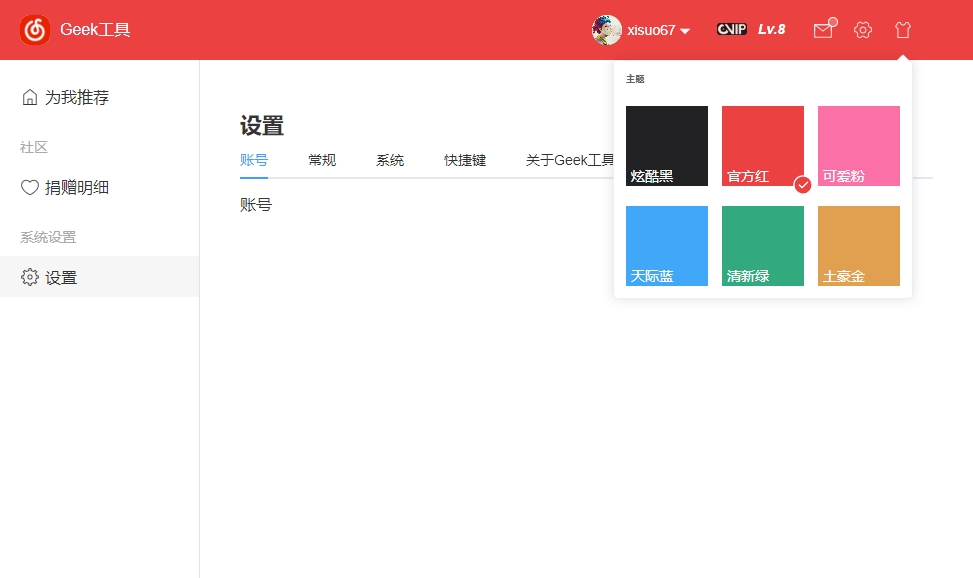 Geek工具
xisuo67
CVIP Lv.8
为我推荐
社区
捐赠明细
系统设置
设置
设置
账号 常规 系统 快捷键 关于Geek工具
账号
主题
炫酷黑 官方红 可爱粉
天际蓝 清新绿 土豪金